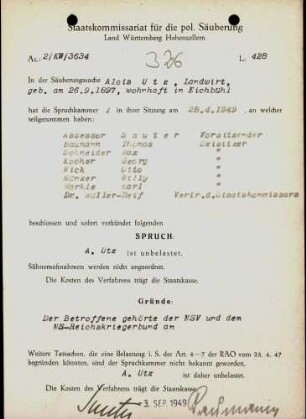 Staatskommissariat für die pol. Säuberung
Land Württemberg Hohenzollern
Az.: 2/KW/3634
326
L: 428
In der Säuberungssache Alois Utz, Landwirt,
geb. am 26.9.1897, wohnhaft in Eichbühl
hat die Spruchkammer I in ihrer Sitzung am 28.4.1949, an welcher
teilgenommen haben:
Assessor Sauter Vorsitzender
Baumann Thomas Beisitzer
Schneider Max "
Kocher Georg "
Wick Otto "
Münzer Willy "
Märkle Karl "
Dr. Müller-Reif Vertr.d.Staatskommissars
beschlossen und sofort verkündet folgenden
SPRUCH:
A. Utz ist unbelastet.
Sühnemaßnahmen werden nicht angeordnet.
Die Kosten des Verfahrens trägt die Staatskasse.
Gründe:
Der Betroffene gehörte der NSV und dem
NS-Reichskriegerbund an
Weitere Tatsachen, die eine Belastung i. S. der Art. 4-7 der RAO vom 25. 4. 47
begründen könnten, sind der Spruchkammer nicht bekannt geworden.
A. Utz ist daher unbelastet.
Die Kosten des Verfahrens trägt die Staatskasse.
Sauter 3. SEP. 1949 Baumann